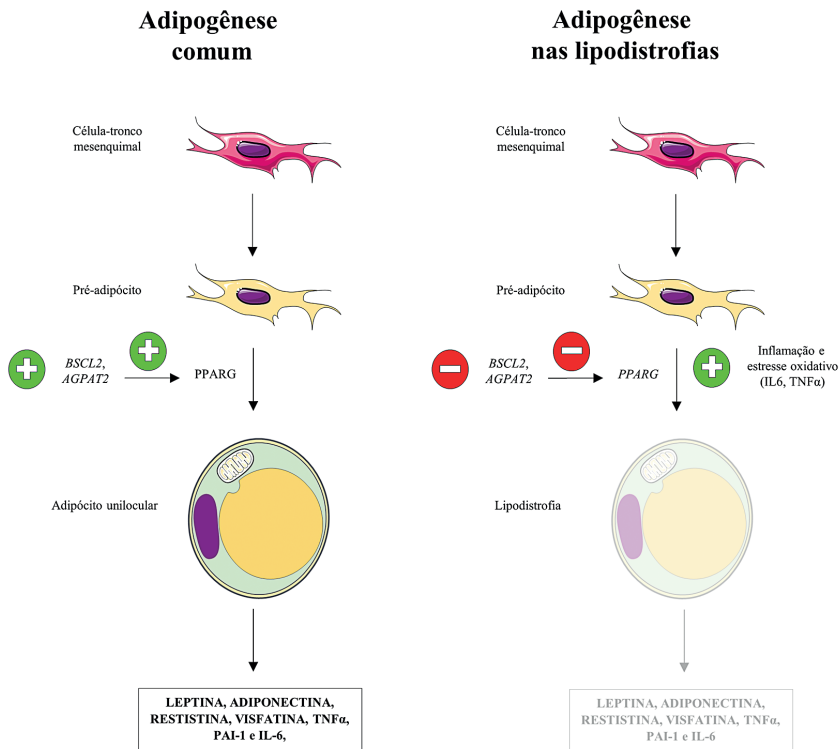 Adipogênese
comum
Célula-tronco
mesenquimal
Pré-adipócito
BSCL2,
AGPAT2
PPARG
Adipócito unilocular
LEPTINA, ADIPONECTINA,
RESTISTINA, VISFATINA, TNFα,
PAI-1 e IL-6,
Adipogênese
nas lipodistrofias
Célula-tronco
mesenquimal
Pré-adipócito
BSCL2,
AGPAT2
PPARG
Inflamação e
estresse oxidativo
(IL6, TNFα)
Lipodistrofia
LEPTINA, ADIPONECTINA,
RESTISTINA, VISFATINA, TNFα,
PAI-1 e IL-6